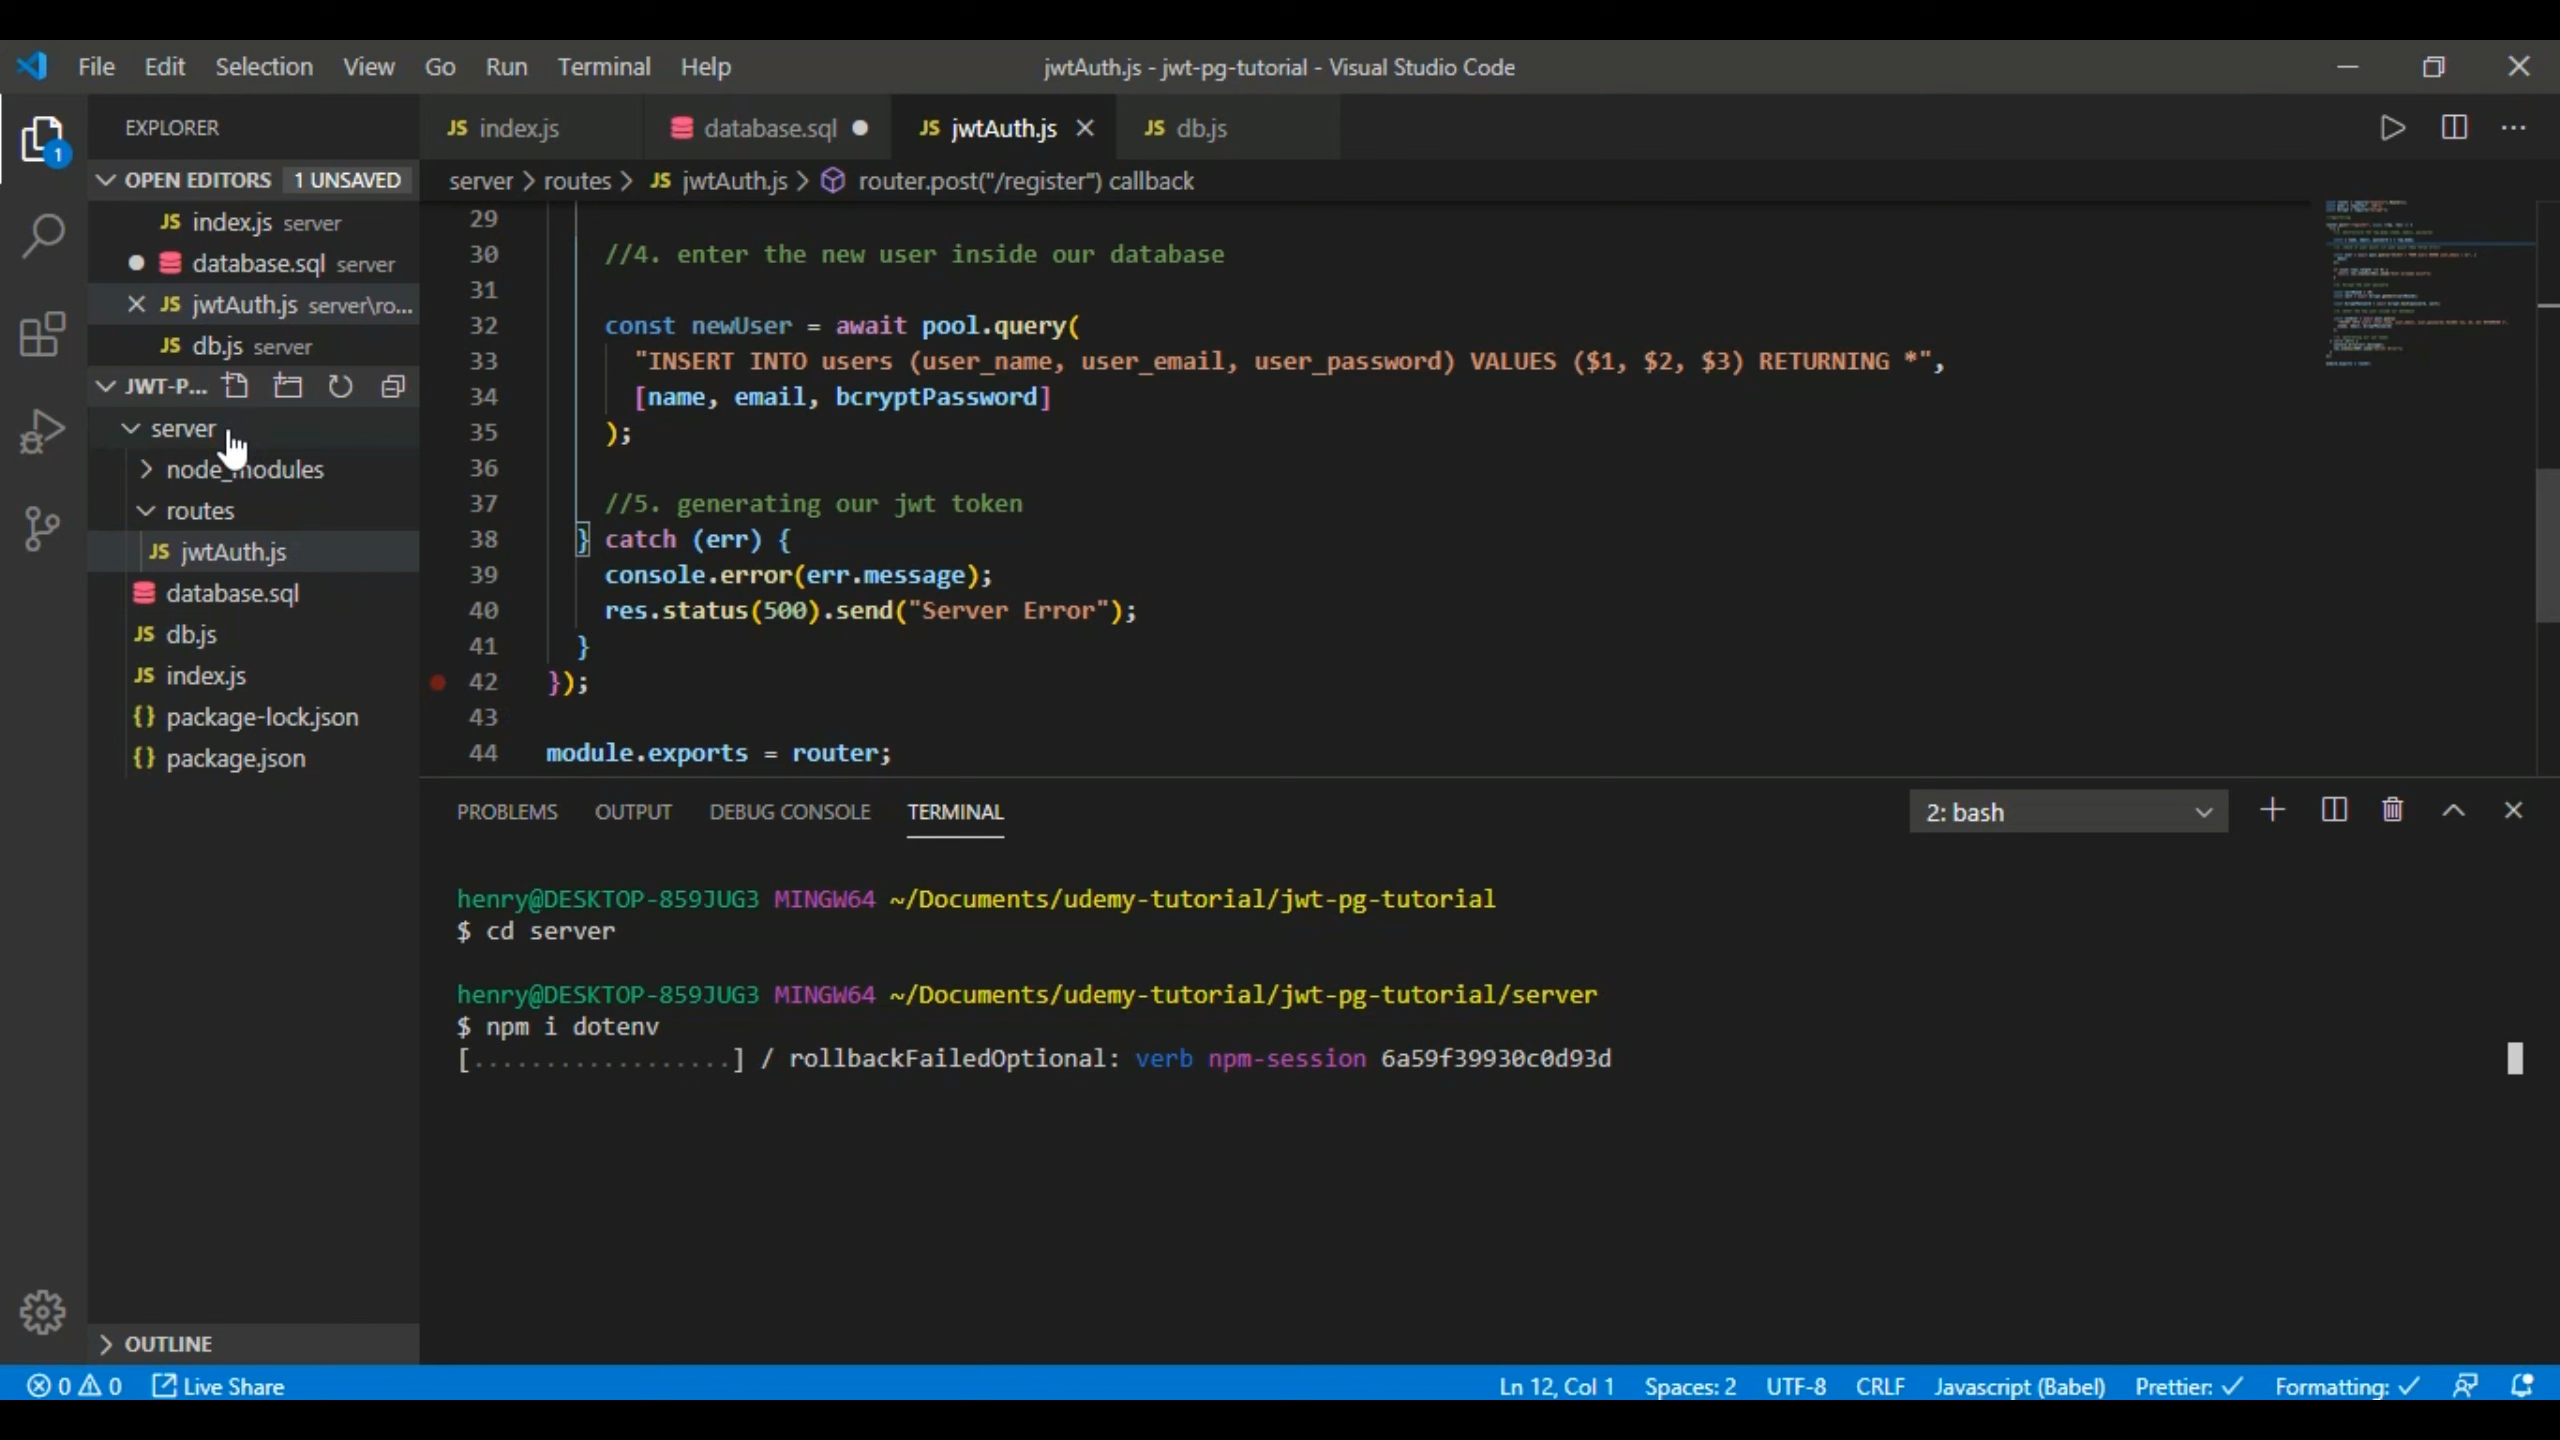 File Edit Selection View Go Run Terminal Help
jwtAuth.js - jwt-pg-tutorial - Visual Studio Code
EXPLORER
JS index.js
database.sql
JS jwtAuth.js
JS db.js
OPEN EDITORS 1 UNSAVED
JS index.js server
database.sql server
JS jwtAuth.js server\ro...
JS db.js server
JWT-P...
server
node_modules
routes
JS jwtAuth.js
database.sql
JS db.js
JS index.js
{} package-lock.json
{} package.json
OUTLINE
1
server > routes > JS jwtAuth.js > router.post("/register") callback
29
30 //4. enter the new user inside our database
31
32 const newUser = await pool.query(
33 "INSERT INTO users (user_name, user_email, user_password) VALUES ($1, $2, $3) RETURNING *",
34 [name, email, bcryptPassword]
35 );
36
37 //5. generating our jwt token
38 } catch (err) {
39 console.error(err.message);
40 res.status(500).send("Server Error");
41 }
42 });
43
44 module.exports = router;
PROBLEMS OUTPUT DEBUG CONSOLE TERMINAL
2: bash
henry@DESKTOP-859JUG3 MINGW64 ~/Documents/udemy-tutorial/jwt-pg-tutorial
$ cd server
henry@DESKTOP-859JUG3 MINGW64 ~/Documents/udemy-tutorial/jwt-pg-tutorial/server
$ npm i dotenv
[..................] / rollbackFailedOptional: verb npm-session 6a59f39930c0d93d
0 0 Live Share
Ln 12, Col 1 Spaces: 2 UTF-8 CRLF Javascript (Babel) Prettier: ✓ Formatting: ✓